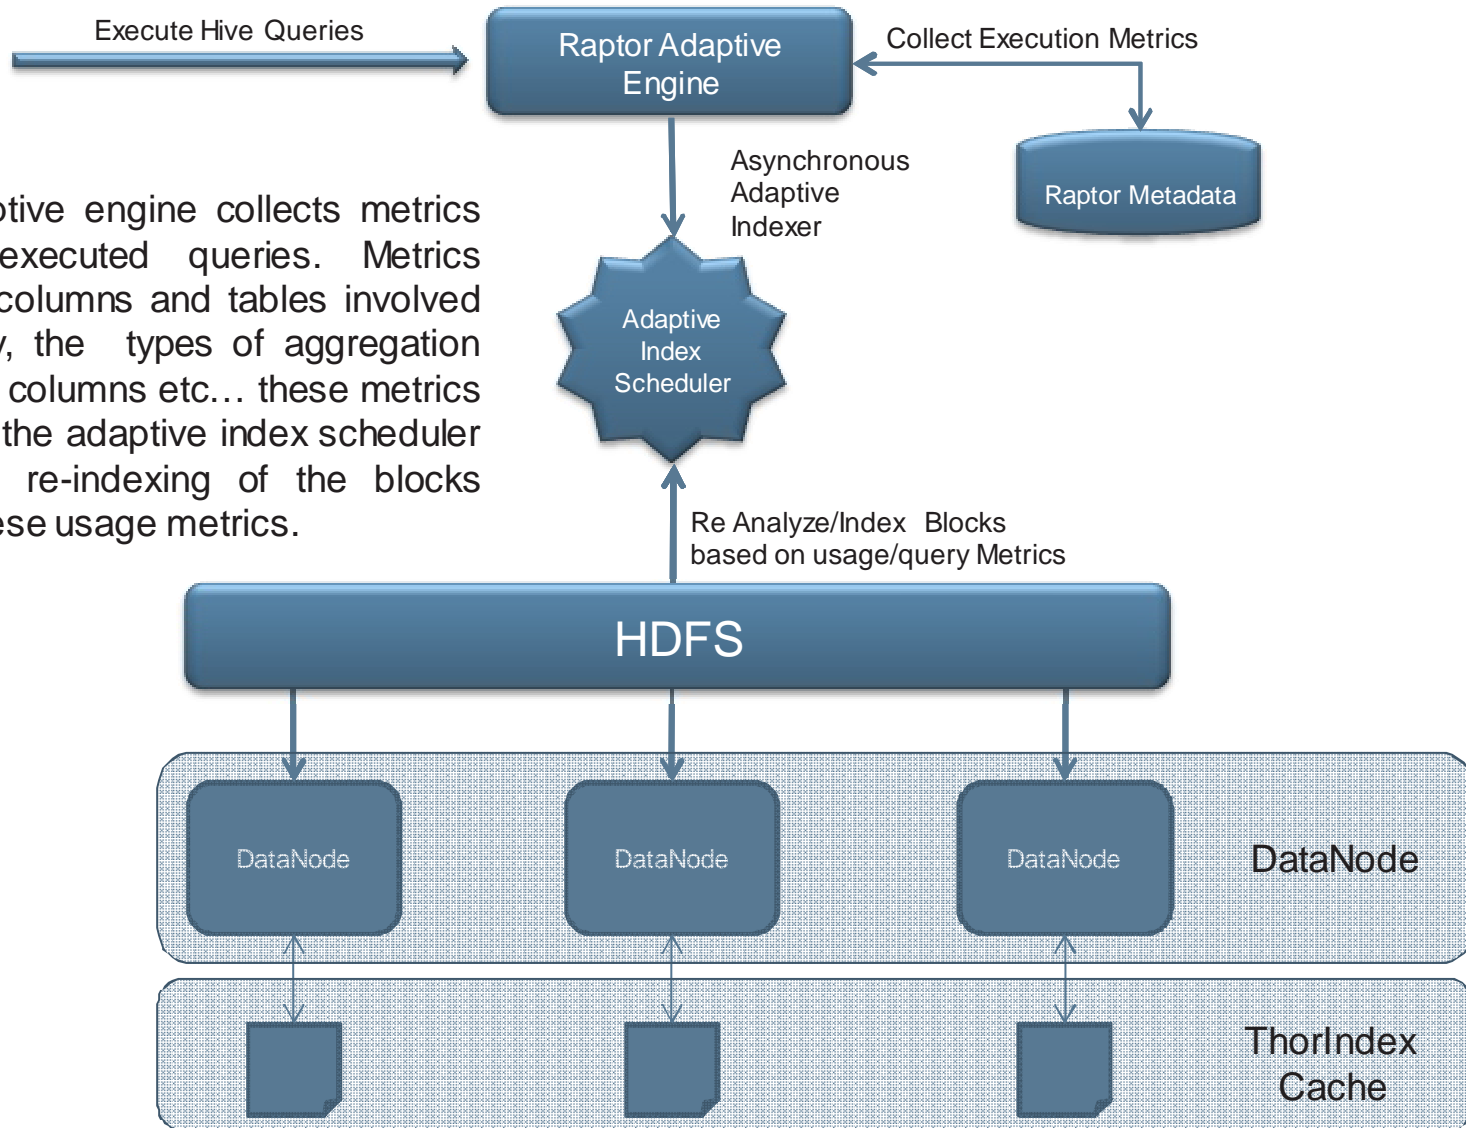 Execute Hive Queries
Raptor Adaptive
Engine
Collect Execution Metrics
Raptor Metadata
Asynchronous
Adaptive
Indexer
engine collects metrics
executed queries. Metrics
columns and tables involved
the types of aggregation
columns etc… these metrics
the adaptive index scheduler
re-indexing of the blocks
usage metrics.
Adaptive
Index
Scheduler
Re Analyze/Index Blocks
based on usage/query Metrics
HDFS
DataNode
DataNode
DataNode
DataNode
ThorIndex
Cache